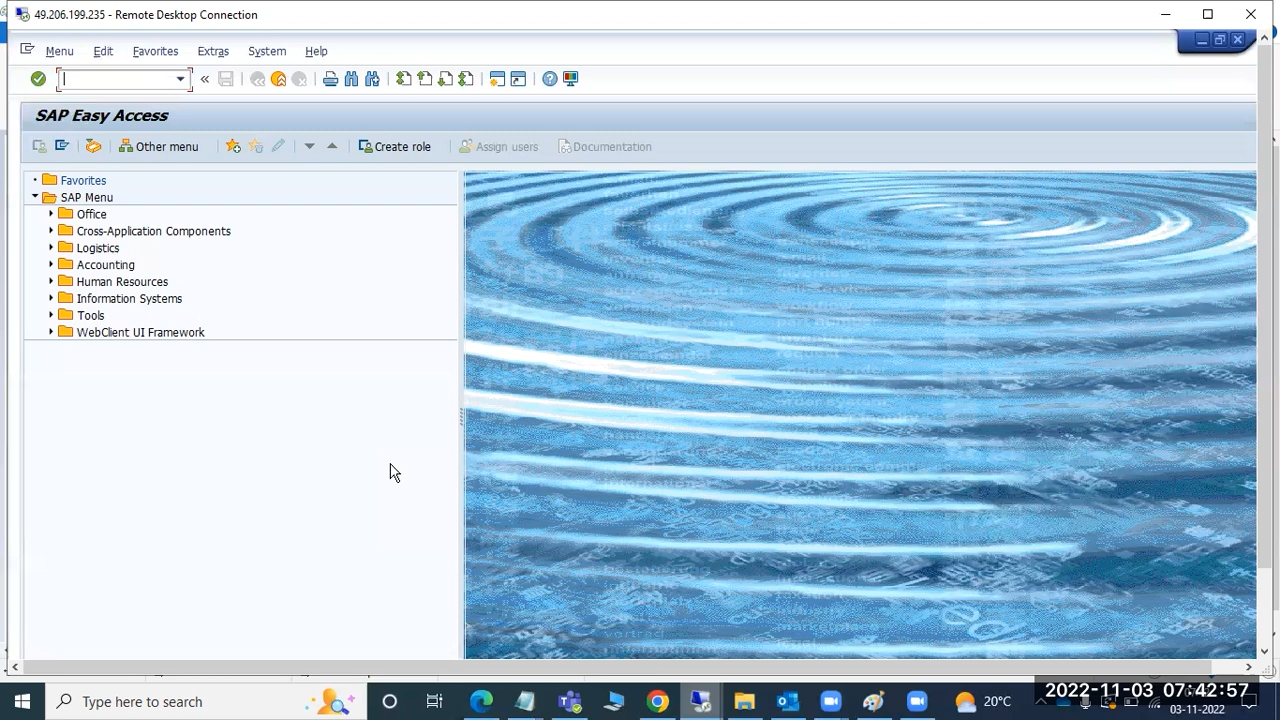 49.206.199.235 - Remote Desktop Connection
Menu Edit Favorites Extras System Help
SAP Easy Access
Other menu Create role Assign users Documentation
Favorites
SAP Menu
Office
Cross-Application Components
Logistics
Accounting
Human Resources
Information Systems
Tools
WebClient UI Framework
Type here to search
20°C
2022-11-03 07:42:57
03-11-2022